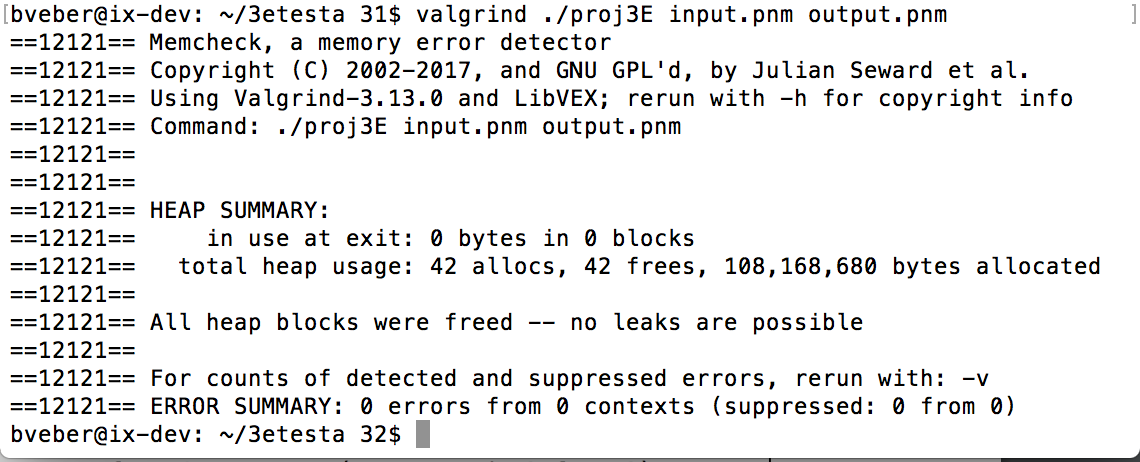 [bveber@ix-dev: ~/3etesta 31$ valgrind ./proj3E input.pnm output.pnm ]
==12121== Memcheck, a memory error detector
==12121== Copyright (C) 2002-2017, and GNU GPL'd, by Julian Seward et al.
==12121== Using Valgrind-3.13.0 and LibVEX; rerun with -h for copyright info
==12121== Command: ./proj3E input.pnm output.pnm
==12121==
==12121==
==12121== HEAP SUMMARY:
==12121==     in use at exit: 0 bytes in 0 blocks
==12121==   total heap usage: 42 allocs, 42 frees, 108,168,680 bytes allocated
==12121==
==12121== All heap blocks were freed -- no leaks are possible
==12121==
==12121== For counts of detected and suppressed errors, rerun with: -v
==12121== ERROR SUMMARY: 0 errors from 0 contexts (suppressed: 0 from 0)
bveber@ix-dev: ~/3etesta 32$